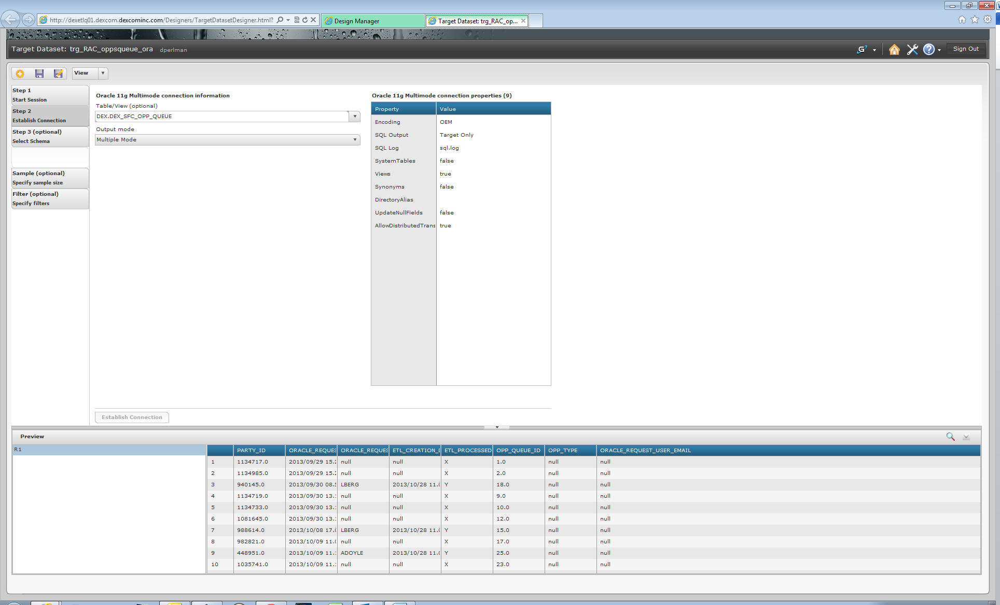 http://dexetlq01.dexcom.dexcominc.com/Designers/TargetDatasetDesigner.html?
Design Manager
Target Dataset: trg_RAC_op...
Target Dataset: trg_RAC_oppsqueue_ora dperlman
Sign Out
View
Step 1
Start Session
Step 2
Establish Connection
Step 3 (optional)
Select Schema
Sample (optional)
Specify sample size
Filter (optional)
Specify filters
Oracle 11g Multimode connection information
Table/View (optional)
DEX.DEX_SFC_OPP_QUEUE
Output mode
Multiple Mode
Oracle 11g Multimode connection properties (9)
Property Value
Encoding OEM
SQL Output Target Only
SQL Log sql.log
SystemTables false
Views true
Synonyms false
DirectoryAlias
UpdateNullFields false
AllowDistributedTrans true
Establish Connection
Preview
R1
PARTY_ID ORACLE_REQUES ORACLE_REQUES ETL_CREATION_D ETL_PROCESSED OPP_QUEUE_ID OPP_TYPE ORACLE_REQUEST_USER_EMAIL
1 1134717.0 2013/09/29 15.2 null null X 1.0 null null
2 1134985.0 2013/09/29 15.2 null null X 2.0 null null
3 940145.0 2013/09/30 08.5 LBERG 2013/10/28 11.0 Y 18.0 null null
4 1134719.0 2013/09/30 13. null null X 9.0 null null
5 1134733.0 2013/09/30 13. null null X 10.0 null null
6 1081645.0 2013/09/30 13. null null X 12.0 null null
7 988614.0 2013/10/08 17.0 LBERG 2013/10/28 11.0 Y 15.0 null null
8 982821.0 2013/10/09 11.0 null null X 17.0 null null
9 448951.0 2013/10/09 11. ADOYLE 2013/10/28 11.0 Y 25.0 null null
10 1035741.0 2013/10/09 11. null null X 23.0 null null